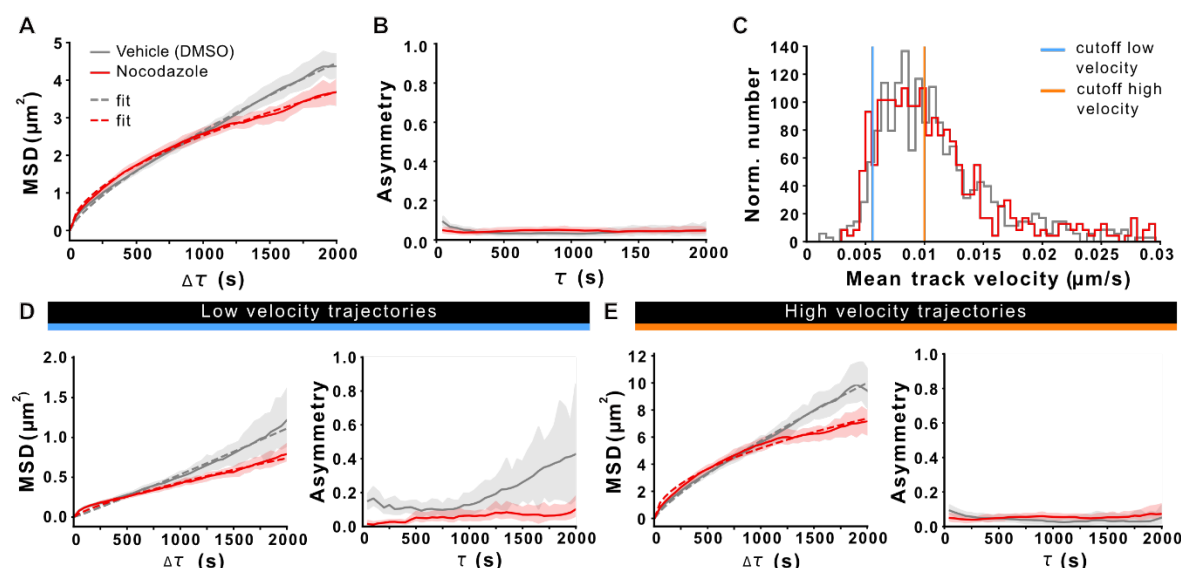 A
5
4
3
2
1
0
MSD (µm²)
Vehicle (DMSO)
Nocodazole
fit
fit
0 500 1000 1500 2000
Δτ (s)
B
1.0
0.8
0.6
0.4
0.2
0.0
Asymmetry
0 500 1000 1500 2000
τ (s)
C
140
120
100
80
60
40
20
0
Norm. number
cutoff low
velocity
cutoff high
velocity
0 0.005 0.01 0.015 0.020 0.025 0.03
Mean track velocity (µm/s)
D
Low velocity trajectories
2.0
1.5
1.0
0.5
0.0
MSD (µm²)
0 500 1000 1500 2000
Δτ (s)
1.0
0.8
0.6
0.4
0.2
0.0
Asymmetry
0 500 1000 1500 2000
τ (s)
E
High velocity trajectories
12
10
8
6
4
2
0
MSD (µm²)
0 500 1000 1500 2000
Δτ (s)
1.0
0.8
0.6
0.4
0.2
0.0
Asymmetry
0 500 1000 1500 2000
τ (s)